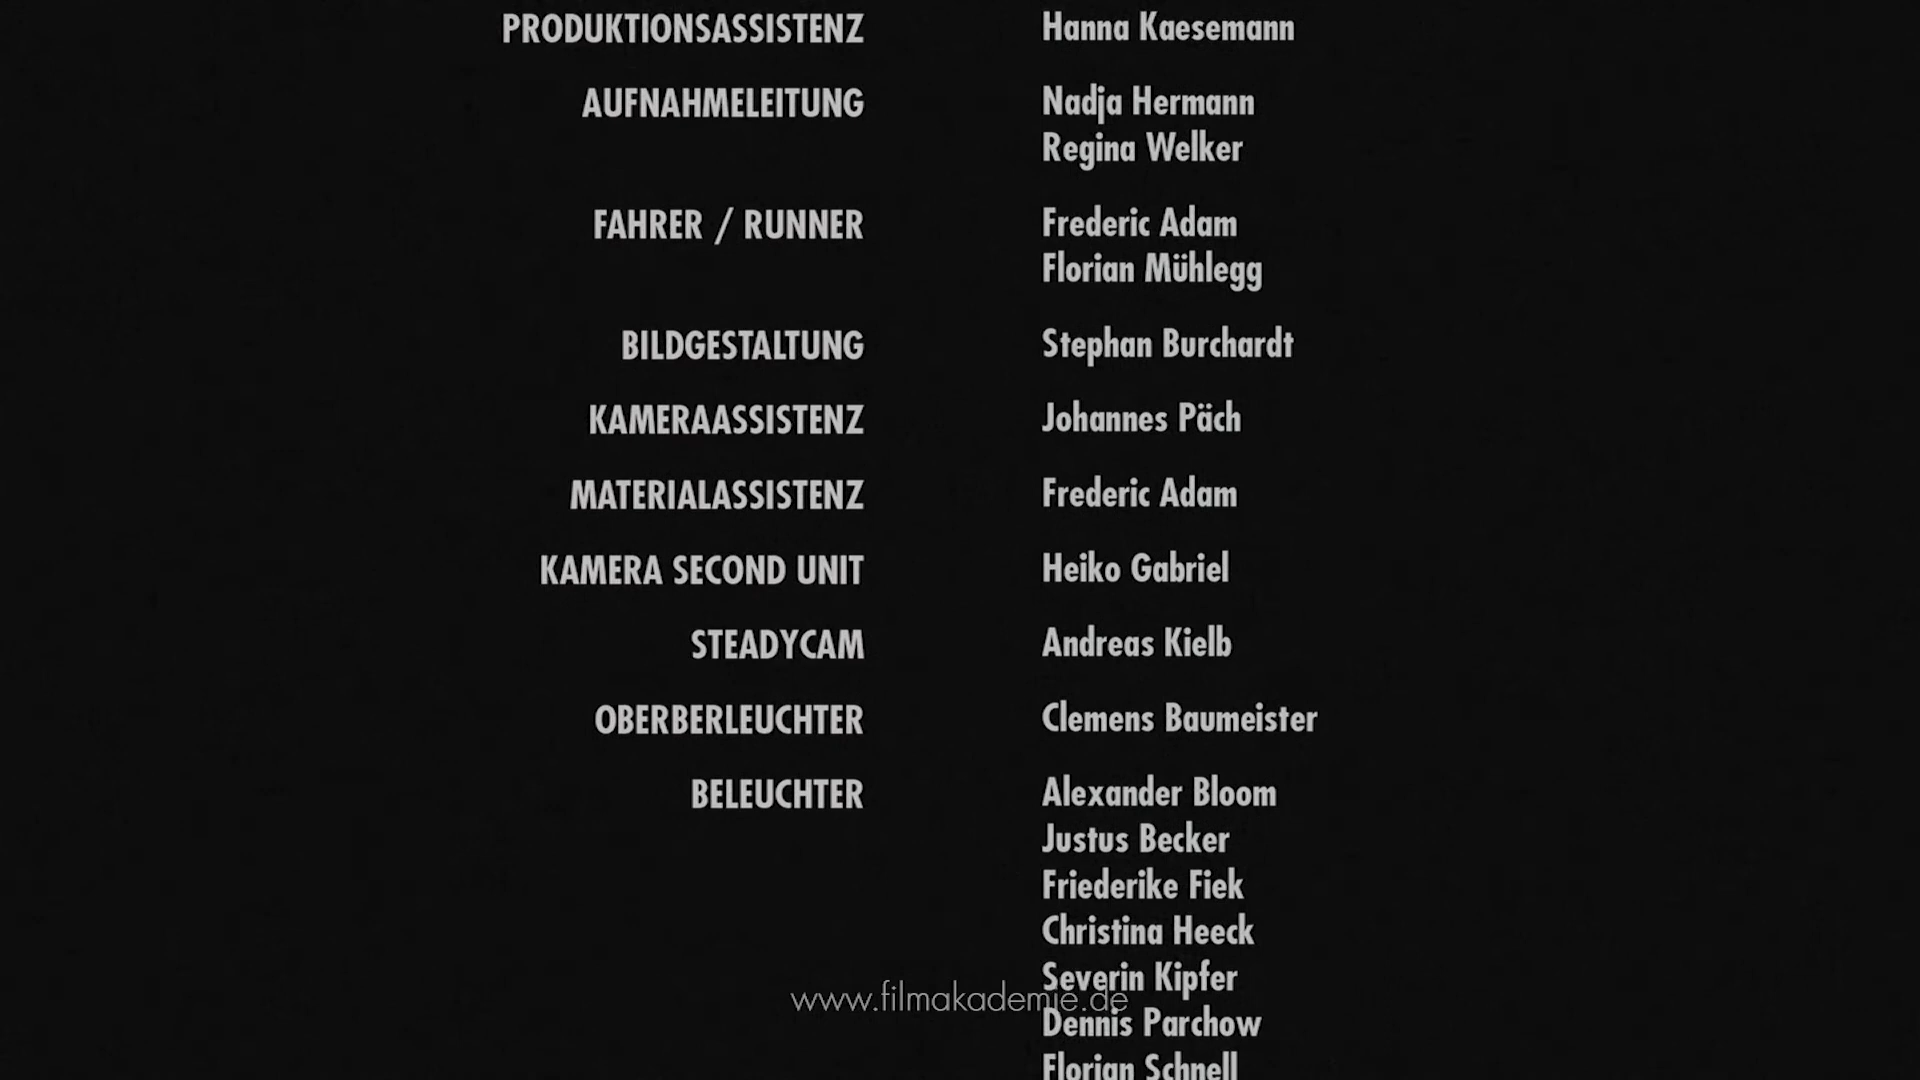 PRODUKTIONSASSISTENZ Hanna Kaesemann
AUFNAHMELEITUNG Nadja Hermann
Regina Welker
FAHRER / RUNNER Frederic Adam
Florian Mühlegg
BILDGESTALTUNG Stephan Burchardt
KAMERAASSISTENZ Johannes Päch
MATERIALASSISTENZ Frederic Adam
KAMERA SECOND UNIT Heiko Gabriel
STEADYCAM Andreas Kielb
OBERBERLEUCHTER Clemens Baumeister
BELEUCHTER Alexander Bloom
Justus Becker
Friederike Fiek
Christina Heeck
Severin Kipfer
www.filmakademie.de
Dennis Parchow
Florian Schnell